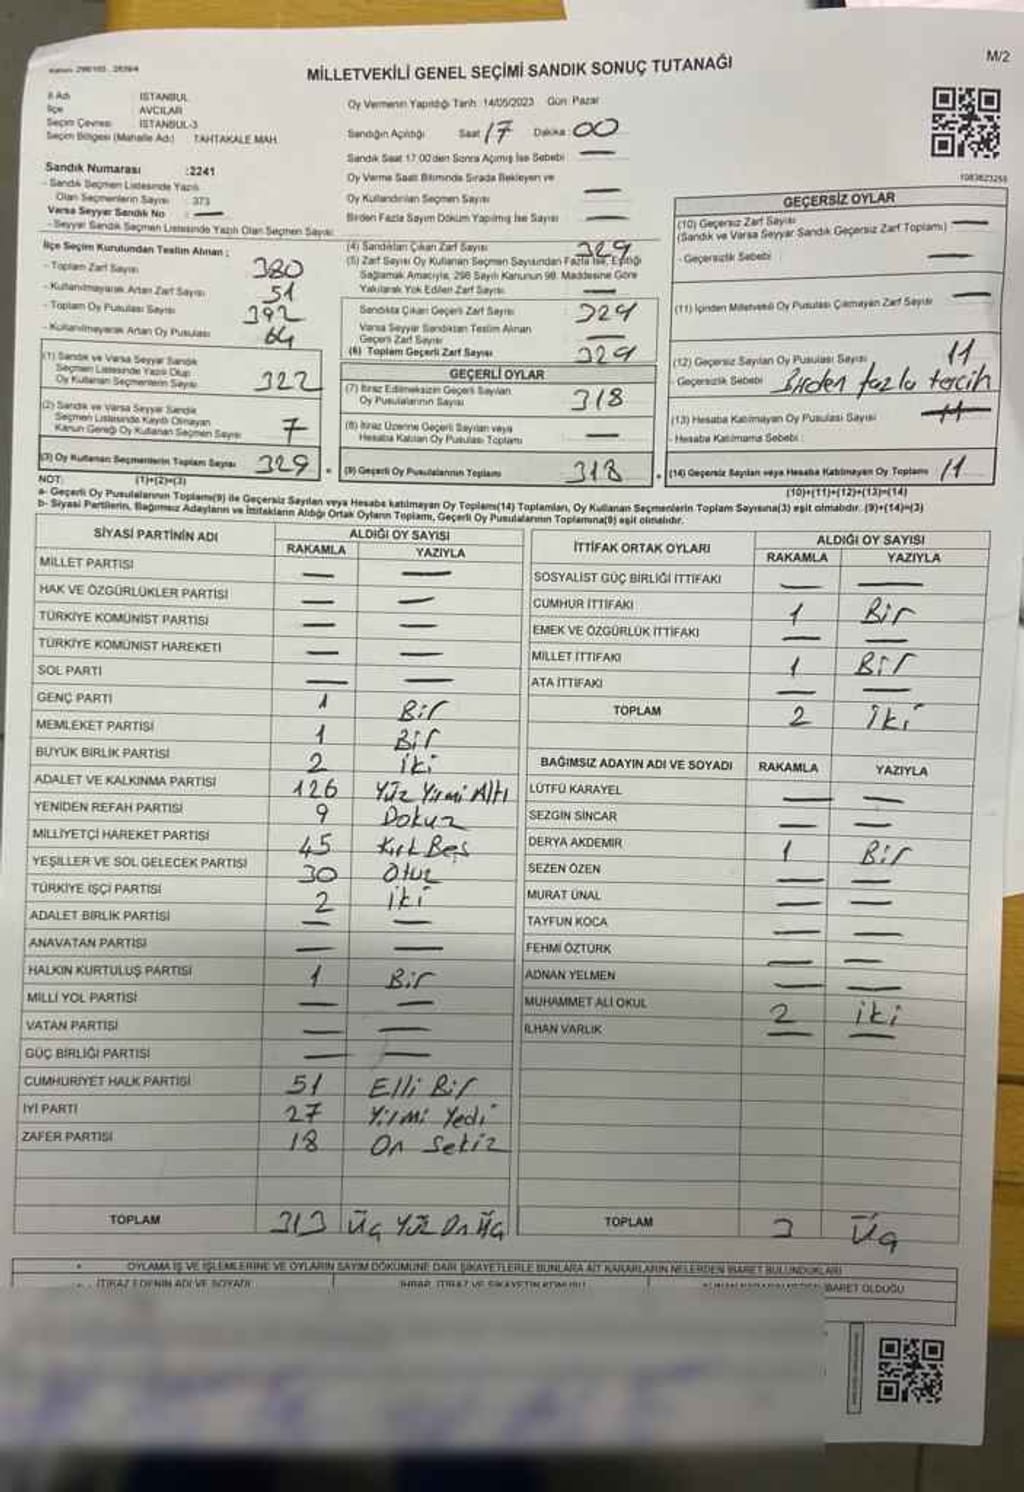 M/2
MİLLETVEKİLİ GENEL SEÇİMİ SANDIK SONUÇ TUTANAĞI
İl Adı : İSTANBUL
İlçe : AVCILAR
Seçim Çevresi : İSTANBUL-3
Seçim Bölgesi (Mahalle Adı) : TAHTAKALE MAH.
Sandık Numarası :2241
- Sandık Seçmen Listesinde Yazılı
Olan Seçmenlerin Sayısı : 373
Varsa Seyyar Sandık No : —
- Seyyar Sandık Seçmen Listesinde Yazılı Olan Seçmen Sayısı:
İlçe Seçim Kurulundan Teslim Alınan ;
- Toplam Zarf Sayısı 380
- Kullanılmayarak Artan Zarf Sayısı 51
- Toplam Oy Pusulası Sayısı 392
- Kullanılmayarak Artan Oy Pusulası 64
(1) Sandık ve Varsa Seyyar Sandık
Seçmen Listesinde Yazılı Olup
Oy Kullanan Seçmenlerin Sayısı 322
(2) Sandık ve Varsa Seyyar Sandık
Seçmen Listesinde Kayıtlı Olmayan
Kanun Gereği Oy Kullanan Seçmen Sayısı 7
(3) Oy Kullanan Seçmenlerin Toplam Sayısı 329
Oy Vermenin Yapıldığı Tarih: 14/05/2023 Gün: Pazar
Sandığın Açıldığı Saat 17 Dakika : 00
Sandık Saat 17:00'den Sonra Açılmış İse Sebebi —
Oy Verme Saati Bitiminde Sırada Bekleyen ve
Oy Kullandırılan Seçmen Sayısı —
Birden Fazla Sayım Döküm Yapılmış İse Sayısı —
(4) Sandıktan Çıkan Zarf Sayısı 329
(5) Zarf Sayısı Oy Kullanan Seçmen Sayısından Fazla İse, Eşitliği
Sağlamak Amacıyla, 298 Sayılı Kanunun 98. Maddesine Göre
Yakılarak Yok Edilen Zarf Sayısı —
Sandıkta Çıkan Geçerli Zarf Sayısı 329
Varsa Seyyar Sandıktan Teslim Alınan
Geçerli Zarf Sayısı —
(6) Toplam Geçerli Zarf Sayısı 329
GEÇERLİ OYLAR
(7) İtiraz Edilmeksizin Geçerli Sayılan
Oy Pusulalarının Sayısı 318
(8) İtiraz Üzerine Geçerli Sayılan veya
Hesaba Katılan Oy Pusulası Toplamı —
(9) Geçerli Oy Pusulalarının Toplamı 318
1083623255
GEÇERSİZ OYLAR
(10) Geçersiz Zarf Sayısı —
(Sandık ve Varsa Seyyar Sandık Geçersiz Zarf Toplamı)
- Geçersizlik Sebebi : —
(11) İçinden Milletvekili Oy Pusulası Çıkmayan Zarf Sayısı —
(12) Geçersiz Sayılan Oy Pusulası Sayısı 11
- Geçersizlik Sebebi Birden fazla tercih
(13) Hesaba Katılmayan Oy Pusulası Sayısı
- Hesaba Katılmama Sebebi :
(14) Geçersiz Sayılan veya Hesaba Katılmayan Oy Toplamı 11
NOT: (1)+(2)=(3) (10)+(11)+(12)+(13)=(14)
a- Geçerli Oy Pusulalarının Toplamı(9) ile Geçersiz Sayılan veya Hesaba katılmayan Oy Toplamı(14) Toplamları, Oy Kullanan Seçmenlerin Toplam Sayısına(3) eşit olmalıdır. (9)+(14)=(3)
b- Siyasi Partilerin, Bağımsız Adayların ve İttifakların Aldığı Ortak Oyların Toplamı, Geçerli Oy Pusulalarının Toplamına(9) eşit olmalıdır.
SİYASİ PARTİNİN ADI ALDIĞI OY SAYISI
RAKAMLA YAZIYLA
MİLLET PARTİSİ — —
HAK VE ÖZGÜRLÜKLER PARTİSİ — —
TÜRKİYE KOMÜNİST PARTİSİ — —
TÜRKİYE KOMÜNİST HAREKETİ — —
SOL PARTİ — —
GENÇ PARTİ 1 Bir
MEMLEKET PARTİSİ 1 Bir
BÜYÜK BİRLİK PARTİSİ 2 İki
ADALET VE KALKINMA PARTİSİ 126 Yüz Yirmi Altı
YENİDEN REFAH PARTİSİ 9 Dokuz
MİLLİYETÇİ HAREKET PARTİSİ 45 Kırk Beş
YEŞİLLER VE SOL GELECEK PARTİSİ 30 Otuz
TÜRKİYE İŞÇİ PARTİSİ 2 İki
ADALET BİRLİK PARTİSİ — —
ANAVATAN PARTİSİ — —
HALKIN KURTULUŞ PARTİSİ 1 Bir
MİLLİ YOL PARTİSİ — —
VATAN PARTİSİ — —
GÜÇ BİRLİĞİ PARTİSİ — —
CUMHURİYET HALK PARTİSİ 51 Elli Bir
İYİ PARTİ 27 Yirmi Yedi
ZAFER PARTİSİ 18 On Sekiz
TOPLAM 313 Üç Yüz On Üç
İTTİFAK ORTAK OYLARI ALDIĞI OY SAYISI
RAKAMLA YAZIYLA
SOSYALİST GÜÇ BİRLİĞİ İTTİFAKI — —
CUMHUR İTTİFAKI 1 Bir
EMEK VE ÖZGÜRLÜK İTTİFAKI — —
MİLLET İTTİFAKI 1 Bir
ATA İTTİFAKI — —
TOPLAM 2 İki
BAĞIMSIZ ADAYIN ADI VE SOYADI RAKAMLA YAZIYLA
LÜTFÜ KARAYEL — —
SEZGİN SİNCAR — —
DERYA AKDEMİR 1 Bir
SEZEN ÖZEN — —
MURAT ÜNAL — —
TAYFUN KOCA — —
FEHMİ ÖZTÜRK — —
ADNAN YELMEN — —
MUHAMMET ALİ OKUL 2 iki
İLHAN VARLIK — —
TOPLAM 3 Üç
OYLAMA İŞ VE İŞLEMLERİNE VE OYLARIN SAYIM DÖKÜMÜNE DAİR ŞİKAYETLERLE BUNLARA AİT KARARLARIN NELERDEN İBARET BULUNDUKLARI
İTİRAZ EDENİN ADI VE SOYADI İHBAR, İTİRAZ VE ŞİKAYETİN KONUSU İBARET OLDUĞU